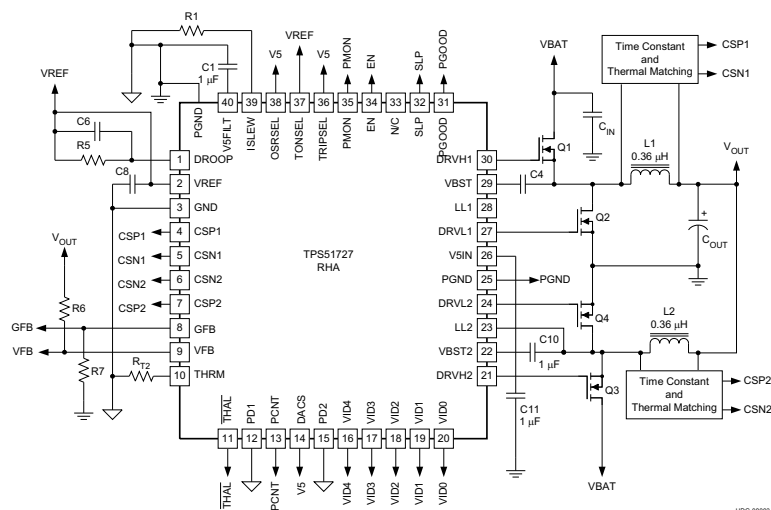 R1
C1
1 µF
V5
VREF
V5
PMON
EN
SLP
PGOOD
VBAT
Time Constant
and
Thermal Matching
CSP1
CSN1
VREF
C6
R5
C8
PGND
40
39
38
37
36
35
34
33
32
31
V5FILT
ISLEW
OSRSEL
TONSEL
TRIPSEL
PMON
EN
N/C
SLP
PGOOD
CIN
Q1
L1
0.36 µH
VOUT
1
DROOP
2
VREF
3
GND
4
CSP1
5
CSN1
6
CSN2
7
CSP2
8
GFB
9
VFB
10
THRM
CSP1
CSN1
CSN2
CSP2
VOUT
R6
GFB
VFB
R7
RT2
TPS51727
RHA
DRVH1
30
VBST
29
LL1
28
DRVL1
27
V5IN
26
PGND
25
DRVL2
24
LL2
23
VBST2
22
DRVH2
21
C4
Q2
+
COUT
PGND
Q4
L2
0.36 µH
C10
1 µF
Q3
C11
1 µF
Time Constant
and
Thermal Matching
CSP2
CSN2
VBAT
THAL
PD1
PCNT
DACS
PD2
VID4
VID3
VID2
VID1
VID0
11
12
13
14
15
16
17
18
19
20
THAL
PCNT
V5
VID4
VID3
VID2
VID1
VID0